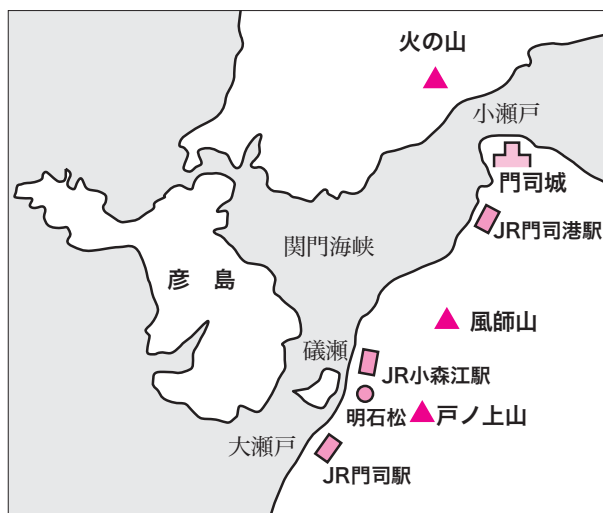 火の山
小瀬戸
門司城
JR門司港駅
関門海峡
彦 島
風師山
礒瀬
JR小森江駅
明石松
戸ノ上山
大瀬戸
JR門司駅